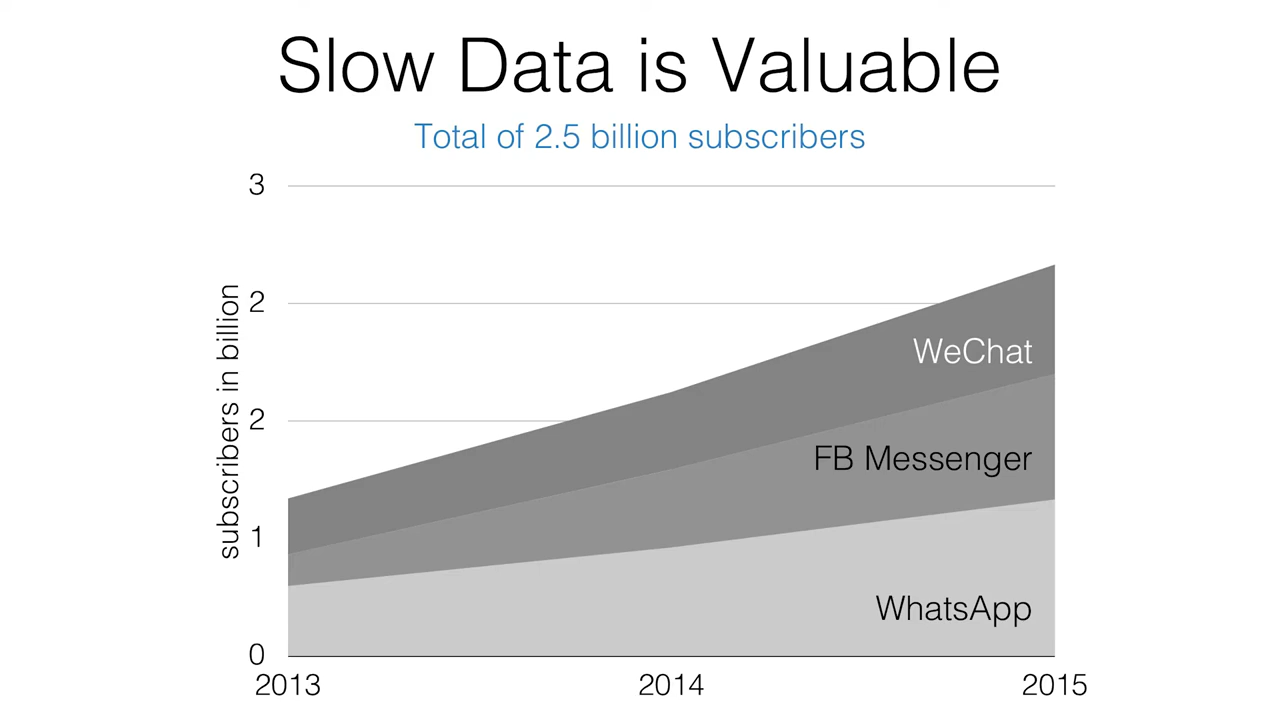 Slow Data is Valuable
Total of 2.5 billion subscribers
3
2
2
1
0
subscribers in billion
WeChat
FB Messenger
WhatsApp
2013
2014
2015